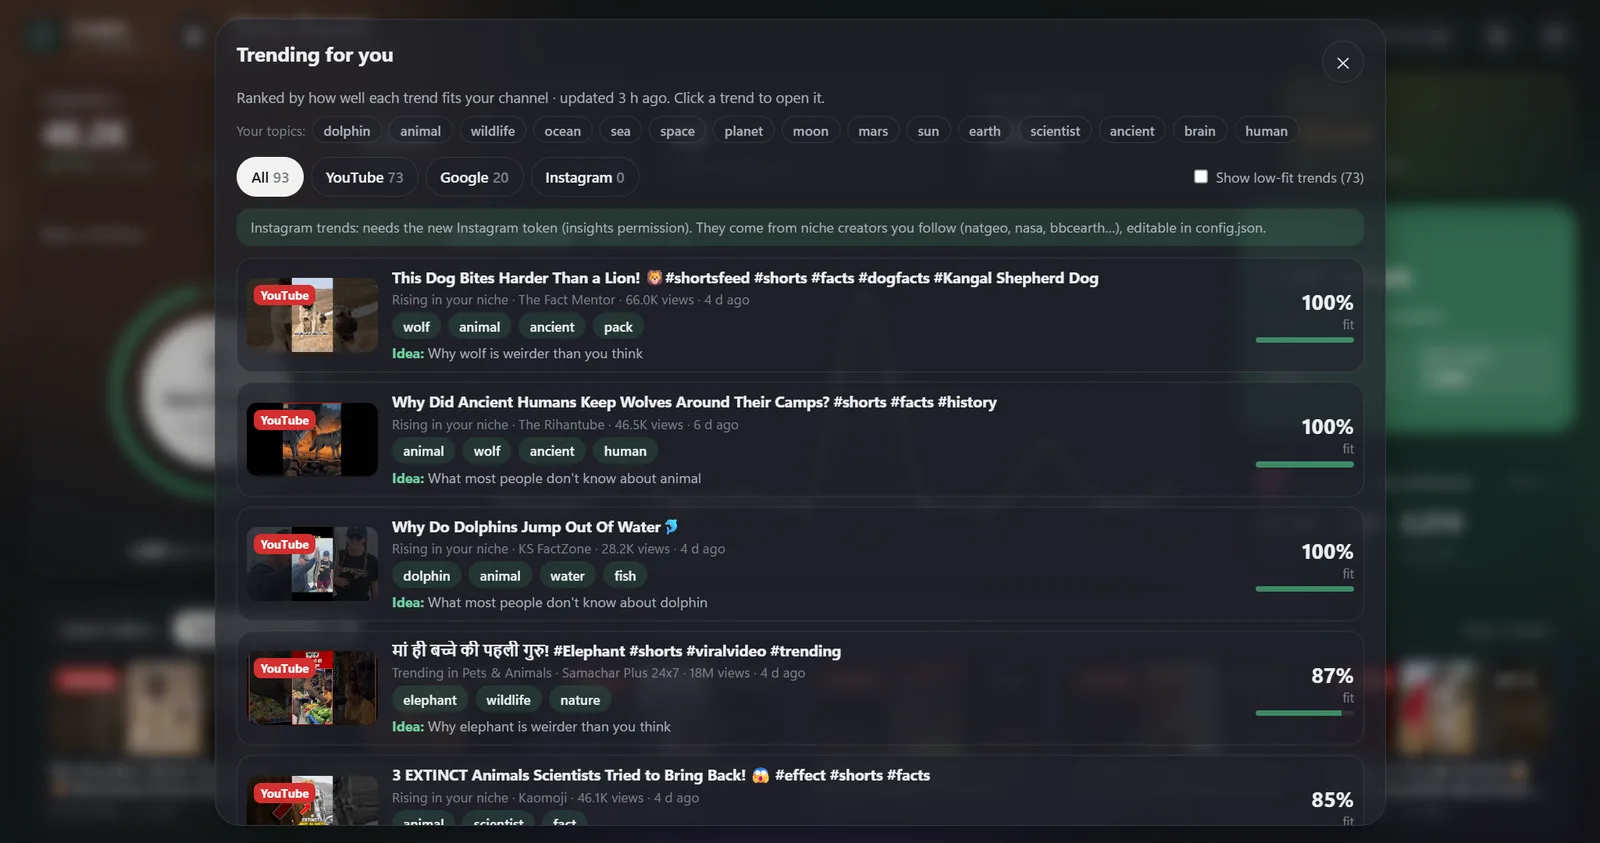 Trending for you
Ranked by how well each trend fits your channel · updated 3 h ago. Click a trend to open it.
Your topics: dolphin animal wildlife ocean sea space planet moon mars sun earth scientist ancient brain human
All 93 YouTube 73 Google 20 Instagram 0 Show low-fit trends (73)
Instagram trends: needs the new Instagram token (insights permission). They come from niche creators you follow (natgeo, nasa, bbcearth...), editable in config.json.
YouTube
This Dog Bites Harder Than a Lion! 🦁#shortsfeed #shorts #facts #dogfacts #Kangal Shepherd Dog
Rising in your niche · The Fact Mentor · 66.0K views · 4 d ago
wolf animal ancient pack
Idea: Why wolf is weirder than you think
100%
fit
YouTube
Why Did Ancient Humans Keep Wolves Around Their Camps? #shorts #facts #history
Rising in your niche · The Rihantube · 46.5K views · 6 d ago
animal wolf ancient human
Idea: What most people don't know about animal
100%
fit
YouTube
Why Do Dolphins Jump Out Of Water🐬
Rising in your niche · KS FactZone · 28.2K views · 4 d ago
dolphin animal water fish
Idea: What most people don't know about dolphin
100%
fit
YouTube
मां ही बच्चे की पहली गुरु! #Elephant #shorts #viralvideo #trending
Trending in Pets & Animals · Samachar Plus 24x7 · 18M views · 4 d ago
elephant wildlife nature
Idea: Why elephant is weirder than you think
87%
fit
YouTube
3 EXTINCT Animals Scientists Tried to Bring Back! 😱 #effect #shorts #facts
Rising in your niche · Kaomoji · 46.1K views · 4 d ago
animal scientist fact
85%
fit